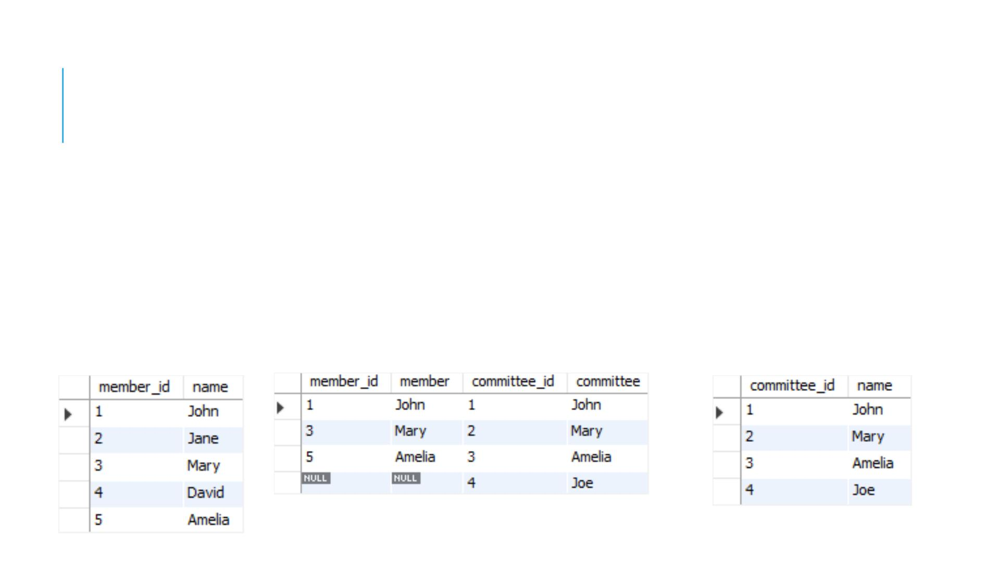 member_id name
1 John
2 Jane
3 Mary
4 David
5 Amelia
member_id member committee_id committee
1 John 1 John
3 Mary 2 Mary
5 Amelia 3 Amelia
NULL NULL 4 Joe
committee_id name
1 John
2 Mary
3 Amelia
4 Joe